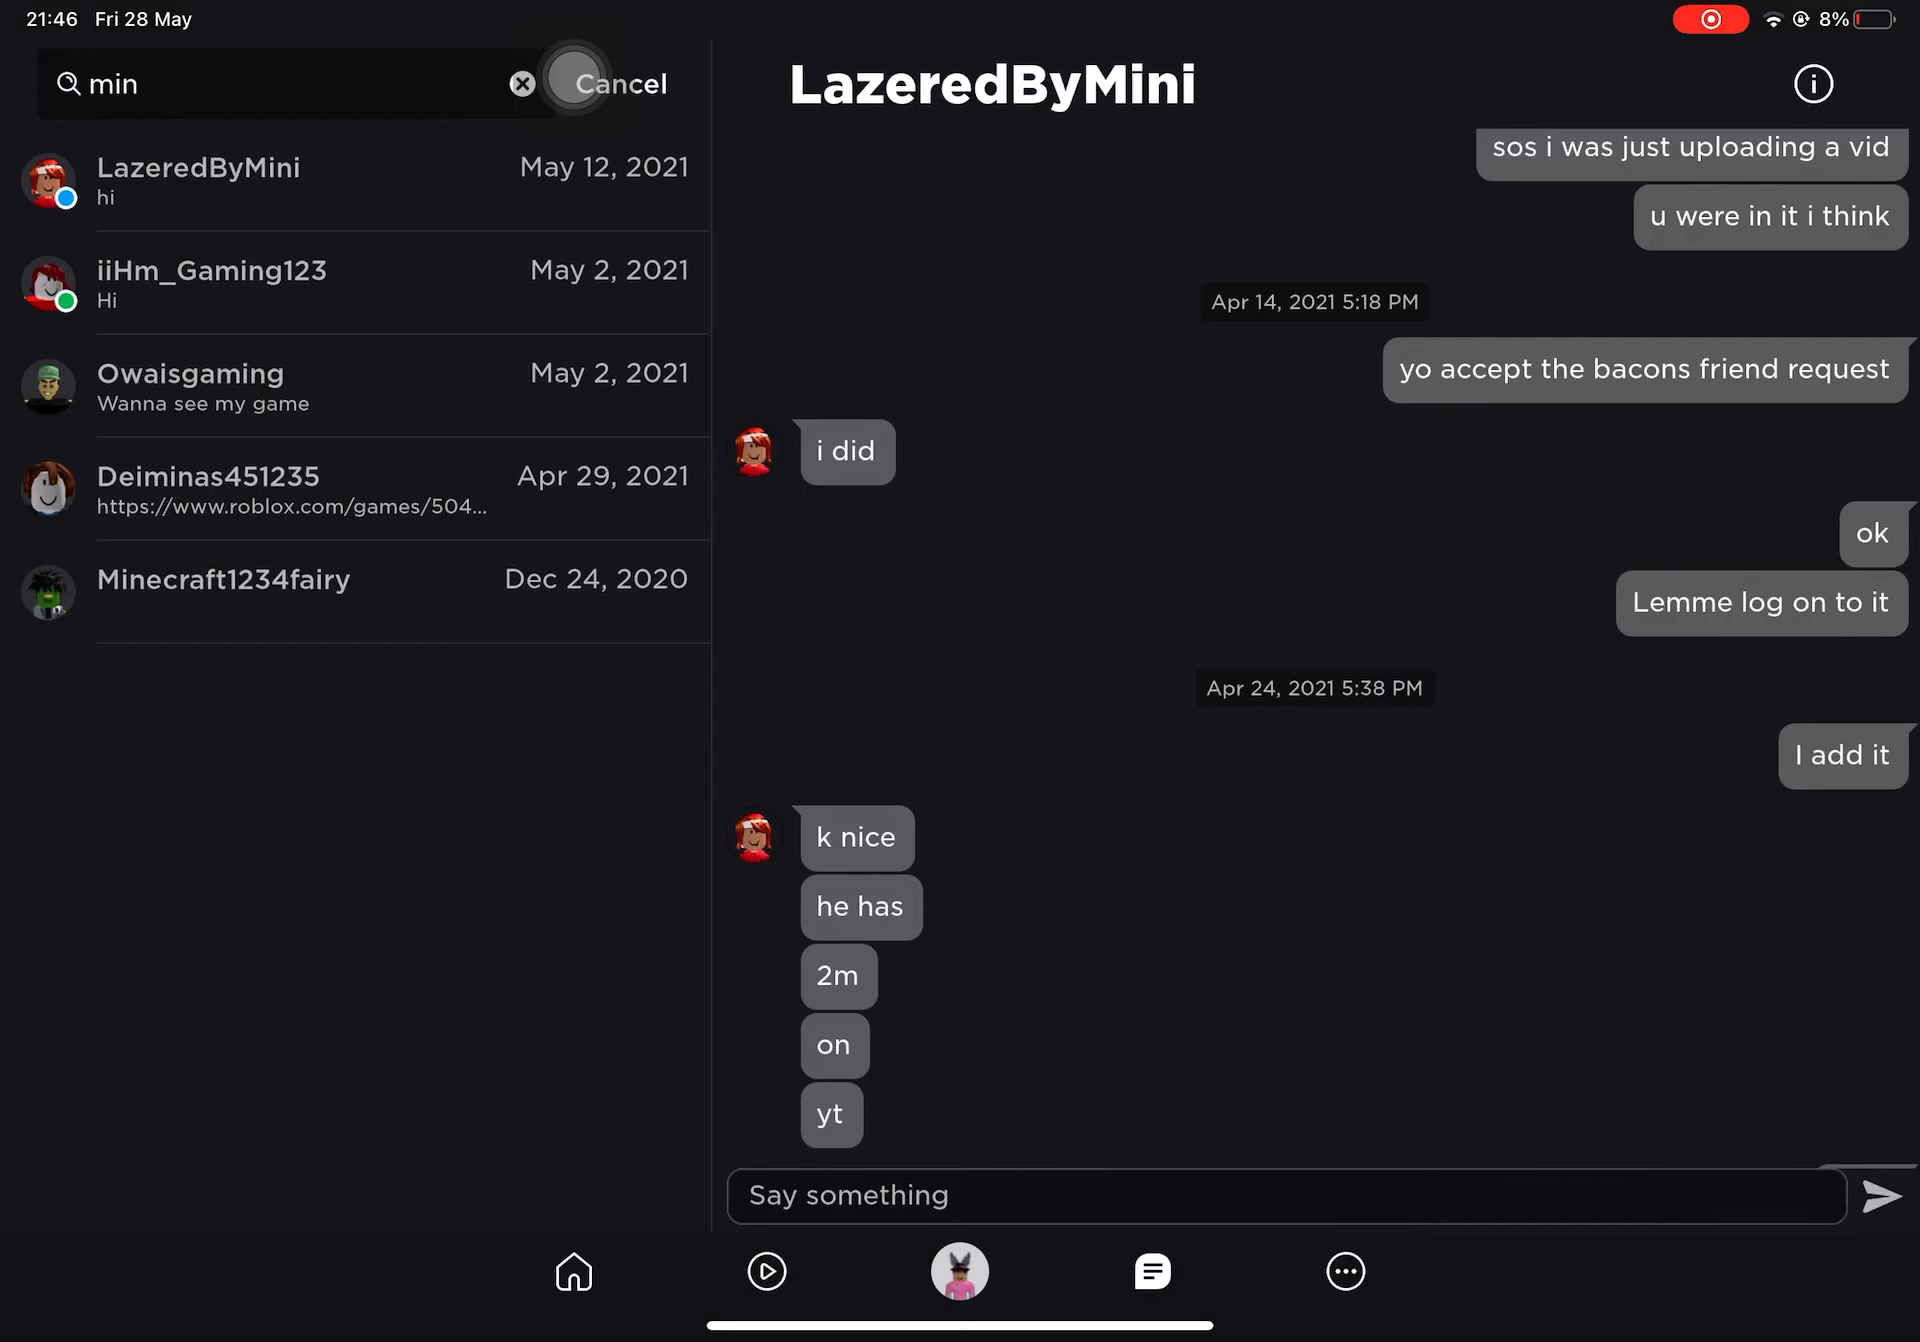 21:46 Fri 28 May
8%
min
Cancel
LazeredByMini
May 12, 2021
hi
iiHm_Gaming123
May 2, 2021
Hi
Owaisgaming
May 2, 2021
Wanna see my game
Deiminas451235
Apr 29, 2021
https://www.roblox.com/games/504...
Minecraft1234fairy
Dec 24, 2020
LazeredByMini
sos i was just uploading a vid
u were in it i think
Apr 14, 2021 5:18 PM
yo accept the bacons friend request
i did
ok
Lemme log on to it
Apr 24, 2021 5:38 PM
I add it
k nice
he has
2m
on
yt
Say something